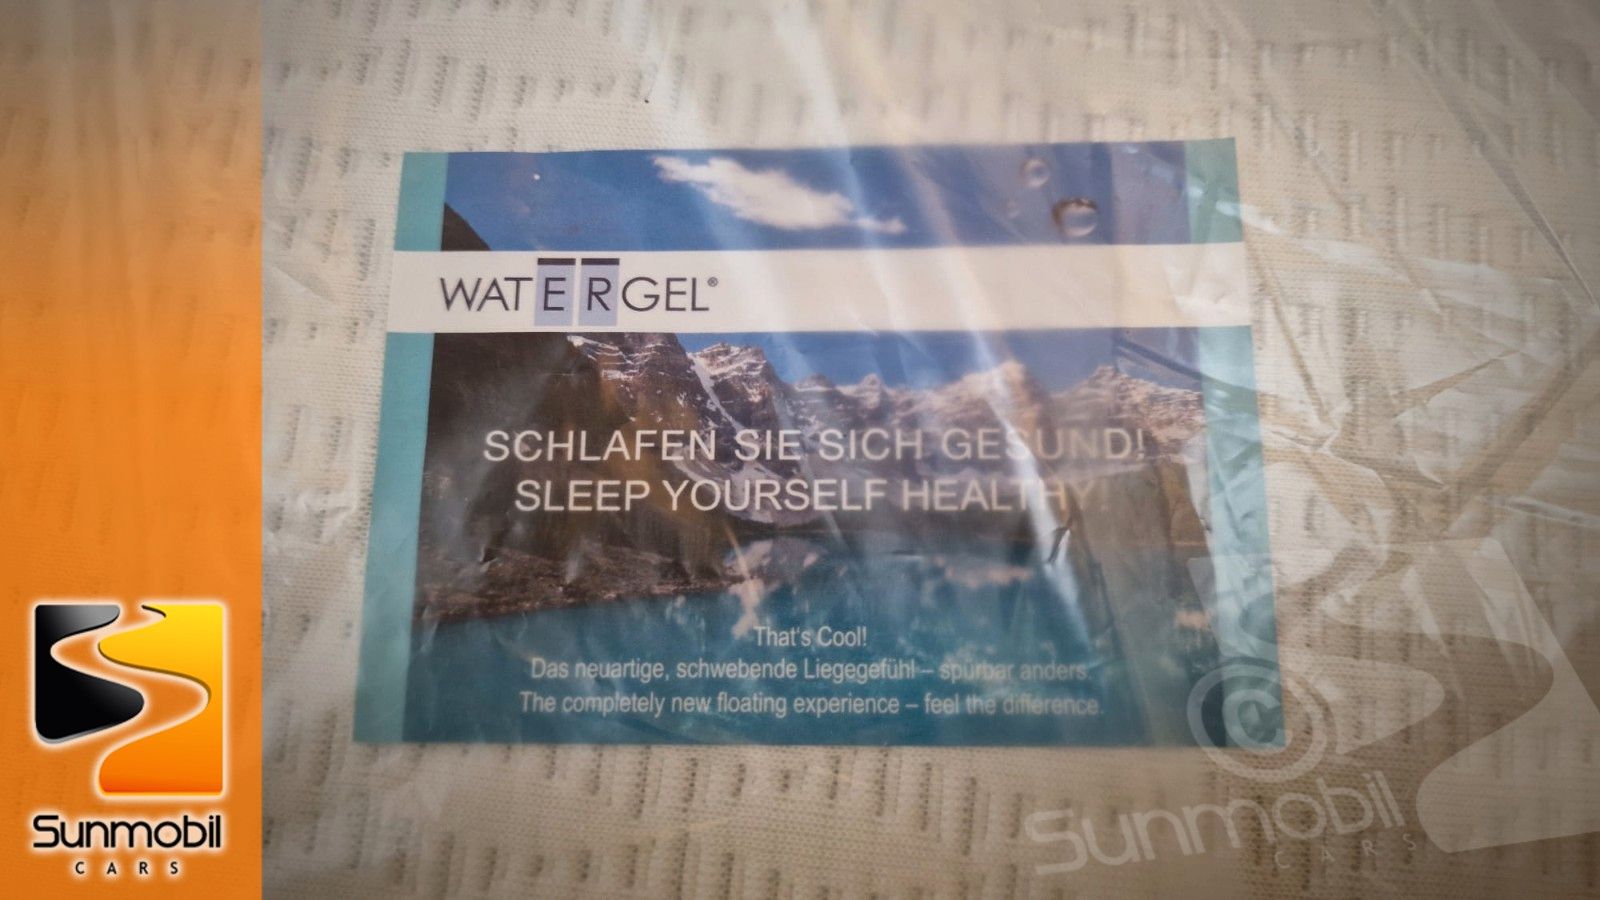 WATERGEL®
SCHLAFEN SIE SICH GESUND!
SLEEP YOURSELF HEALTHY!
That's Cool!
Das neuartige, schwebende Liegegefühl – spürbar anders.
The completely new floating experience – feel the difference.
Sunmobil
CARS
©
Sunmobil
CARS